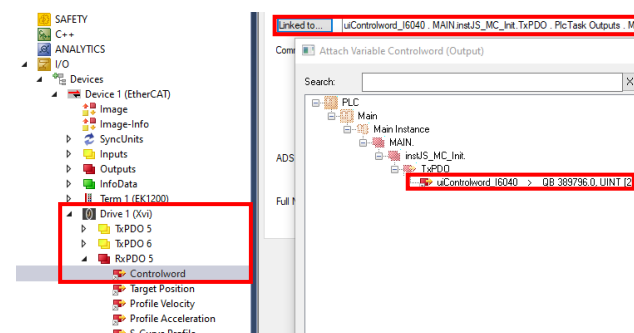 SAFETY
C++
ANALYTICS
I/O
Devices
Device 1 (EtherCAT)
Image
Image-Info
SyncUnits
Inputs
Outputs
InfoData
Term 1 (EK1200)
Drive 1 (Xvi)
TxPDO 5
TxPDO 6
RxPDO 5
Controlword
Target Position
Profile Velocity
Profile Acceleration
S-Curve Profile
Linked to...
uiControlword_I6040 . MAIN.instJS_MC_Init.TxPDO . PlcTask Outputs . M
Com
ADS
Full
Attach Variable Controlword (Output)
Search:
X
PLC
Main
Main Instance
MAIN.
instJS_MC_Init.
TxPDO
uiControlword_I6040 > QB 389796.0, UINT [2